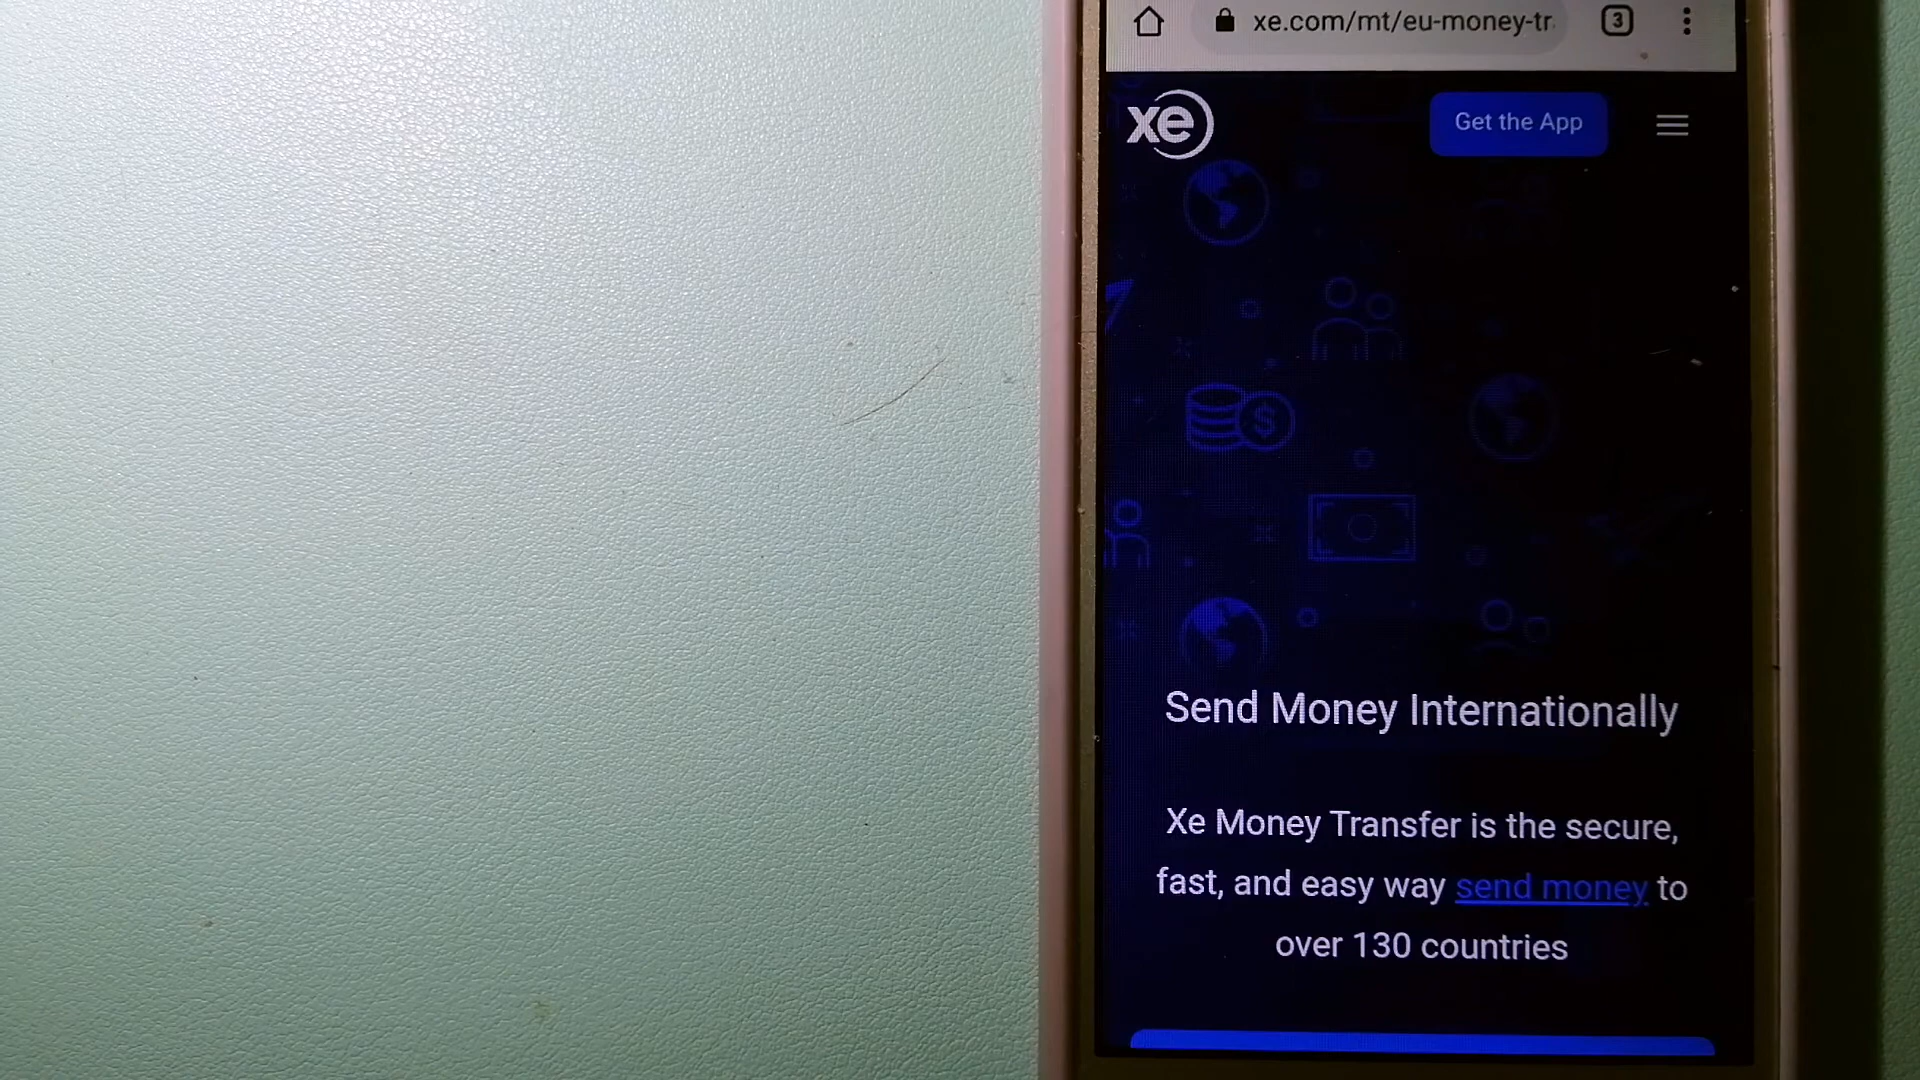 xe.com/mt/eu-money-tr
3
xe
Get the App
$
Send Money Internationally
Xe Money Transfer is the secure,
fast, and easy way send money to
over 130 countries